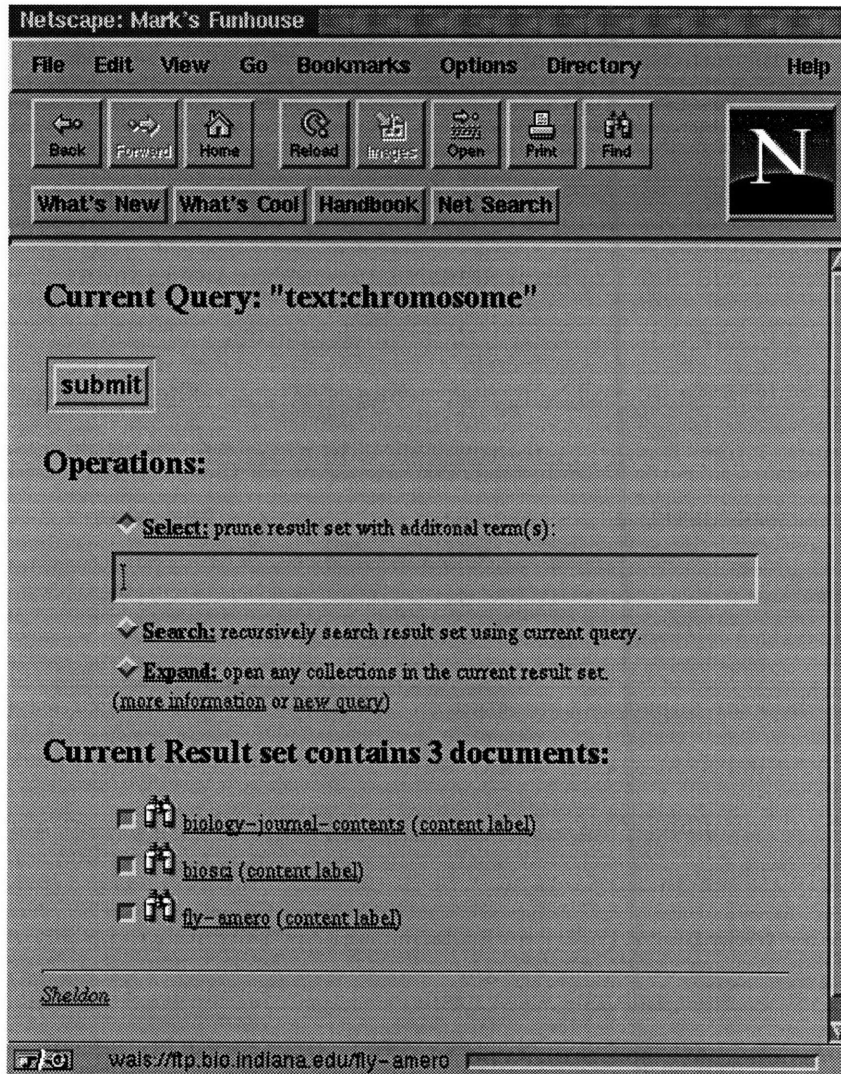 Netscape: Mark's Funhouse
File Edit View Go Bookmarks Options Directory Help
Back Forward Home Reload Images Open Print Find
N
What's New What's Cool Handbook Net Search
Current Query: "text:chromosome"
submit
Operations:
Select: prune result set with additonal term(s):
Search: recursively search result set using current query.
Expand: open any collections in the current result set.
(more information or new query)
Current Result set contains 3 documents:
biology-journal-contents (content label)
biosci (content label)
fly-amero (content label)
Sheldon
wais://ftp.bio.indiana.edu/fly-amero